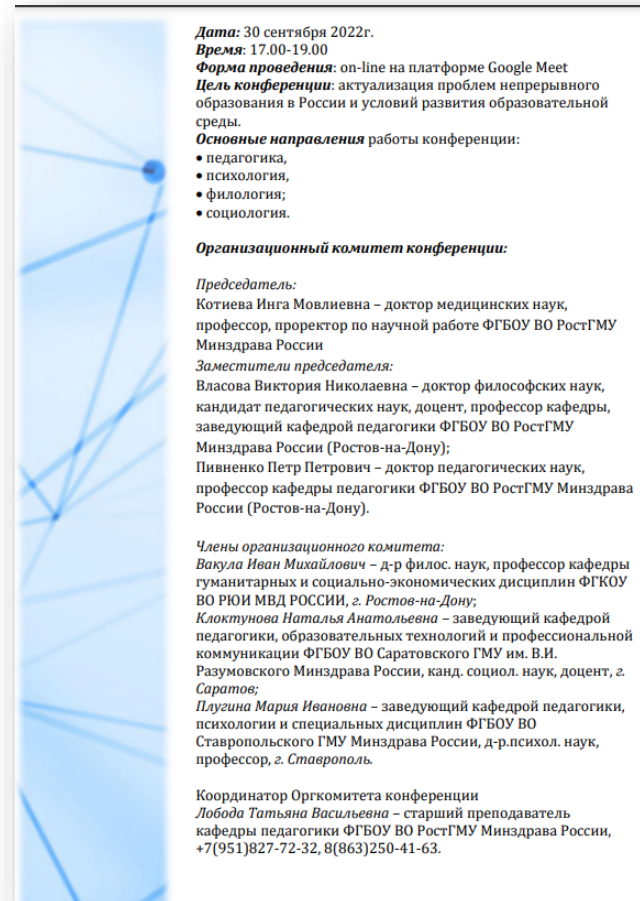 Дата: 30 сентября 2022г.
Время: 17.00-19.00
Форма проведения: on-line на платформе Google Meet
Цель конференции: актуализация проблем непрерывного
образования в России и условий развития образовательной
среды.
Основные направления работы конференции:
• педагогика,
• психология,
• филология;
• социология.
Организационный комитет конференции:
Председатель:
Котиева Инга Мовлиевна – доктор медицинских наук,
профессор, проректор по научной работе ФГБОУ ВО РостГМУ
Минздрава России
Заместители председателя:
Власова Виктория Николаевна – доктор философских наук,
кандидат педагогических наук, доцент, профессор кафедры,
заведующий кафедрой педагогики ФГБОУ ВО РостГМУ
Минздрава России (Ростов-на-Дону);
Пивненко Петр Петрович – доктор педагогических наук,
профессор кафедры педагогики ФГБОУ ВО РостГМУ Минздрава
России (Ростов-на-Дону).
Члены организационного комитета:
Вакула Иван Михайлович – д-р филос. наук, профессор кафедры
гуманитарных и социально-экономических дисциплин ФГКОУ
ВО РЮИ МВД РОССИИ, г. Ростов-на-Дону;
Клоктунова Наталья Анатольевна – заведующий кафедрой
педагогики, образовательных технологий и профессиональной
коммуникации ФГБОУ ВО Саратовского ГМУ им. В.И.
Разумовского Минздрава России, канд. социол. наук, доцент, г.
Саратов;
Плугина Мария Ивановна – заведующий кафедрой педагогики,
психологии и специальных дисциплин ФГБОУ ВО
Ставропольского ГМУ Минздрава России, д-р.психол. наук,
профессор, г. Ставрополь.
Координатор Оргкомитета конференции
Лобода Татьяна Васильевна – старший преподаватель
кафедры педагогики ФГБОУ ВО РостГМУ Минздрава России,
+7(951)827-72-32, 8(863)250-41-63.